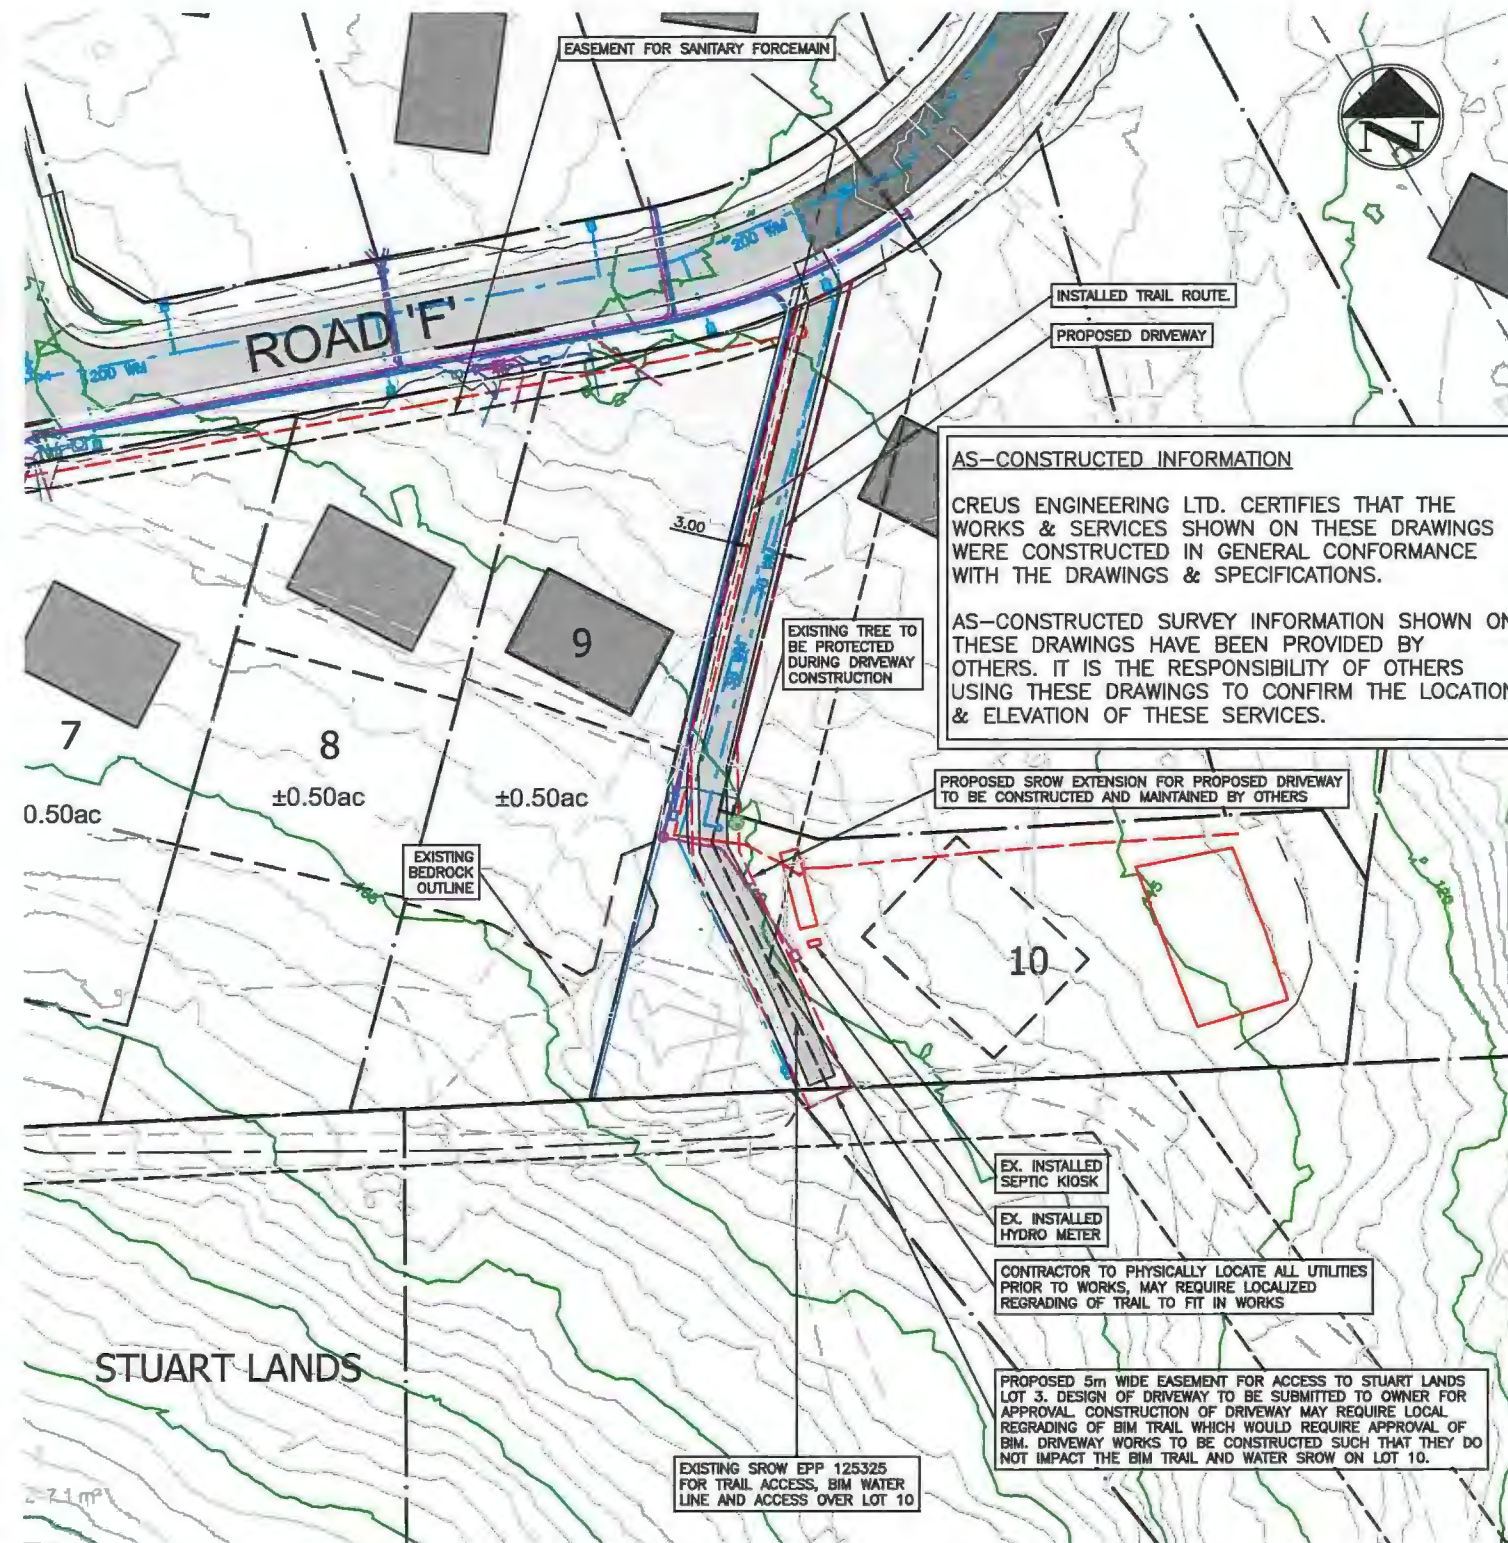 EASEMENT FOR SANITARY FORCEMAIN
N
200 WM
ROAD 'F'
200 WM
INSTALLED TRAIL ROUTE.
PROPOSED DRIVEWAY
AS-CONSTRUCTED INFORMATION
CREUS ENGINEERING LTD. CERTIFIES THAT THE
WORKS & SERVICES SHOWN ON THESE DRAWINGS
WERE CONSTRUCTED IN GENERAL CONFORMANCE
WITH THE DRAWINGS & SPECIFICATIONS.
AS-CONSTRUCTED SURVEY INFORMATION SHOWN ON
THESE DRAWINGS HAVE BEEN PROVIDED BY
OTHERS. IT IS THE RESPONSIBILITY OF OTHERS
USING THESE DRAWINGS TO CONFIRM THE LOCATION
& ELEVATION OF THESE SERVICES.
3.00
EXISTING TREE TO
BE PROTECTED
DURING DRIVEWAY
CONSTRUCTION
9
7
8
0.50ac
±0.50ac
±0.50ac
PROPOSED SROW EXTENSION FOR PROPOSED DRIVEWAY
TO BE CONSTRUCTED AND MAINTAINED BY OTHERS
EXISTING
BEDROCK
OUTLINE
120
10
EX. INSTALLED
SEPTIC KIOSK
EX. INSTALLED
HYDRO METER
CONTRACTOR TO PHYSICALLY LOCATE ALL UTILITIES
PRIOR TO WORKS, MAY REQUIRE LOCALIZED
REGRADING OF TRAIL TO FIT IN WORKS
STUART LANDS
PROPOSED 5m WIDE EASEMENT FOR ACCESS TO STUART LANDS
LOT 3. DESIGN OF DRIVEWAY TO BE SUBMITTED TO OWNER FOR
APPROVAL. CONSTRUCTION OF DRIVEWAY MAY REQUIRE LOCAL
REGRADING OF BIM TRAIL WHICH WOULD REQUIRE APPROVAL OF
BIM. DRIVEWAY WORKS TO BE CONSTRUCTED SUCH THAT THEY DO
NOT IMPACT THE BIM TRAIL AND WATER SROW ON LOT 10.
EXISTING SROW EPP 125325
FOR TRAIL ACCESS, BIM WATER
LINE AND ACCESS OVER LOT 10